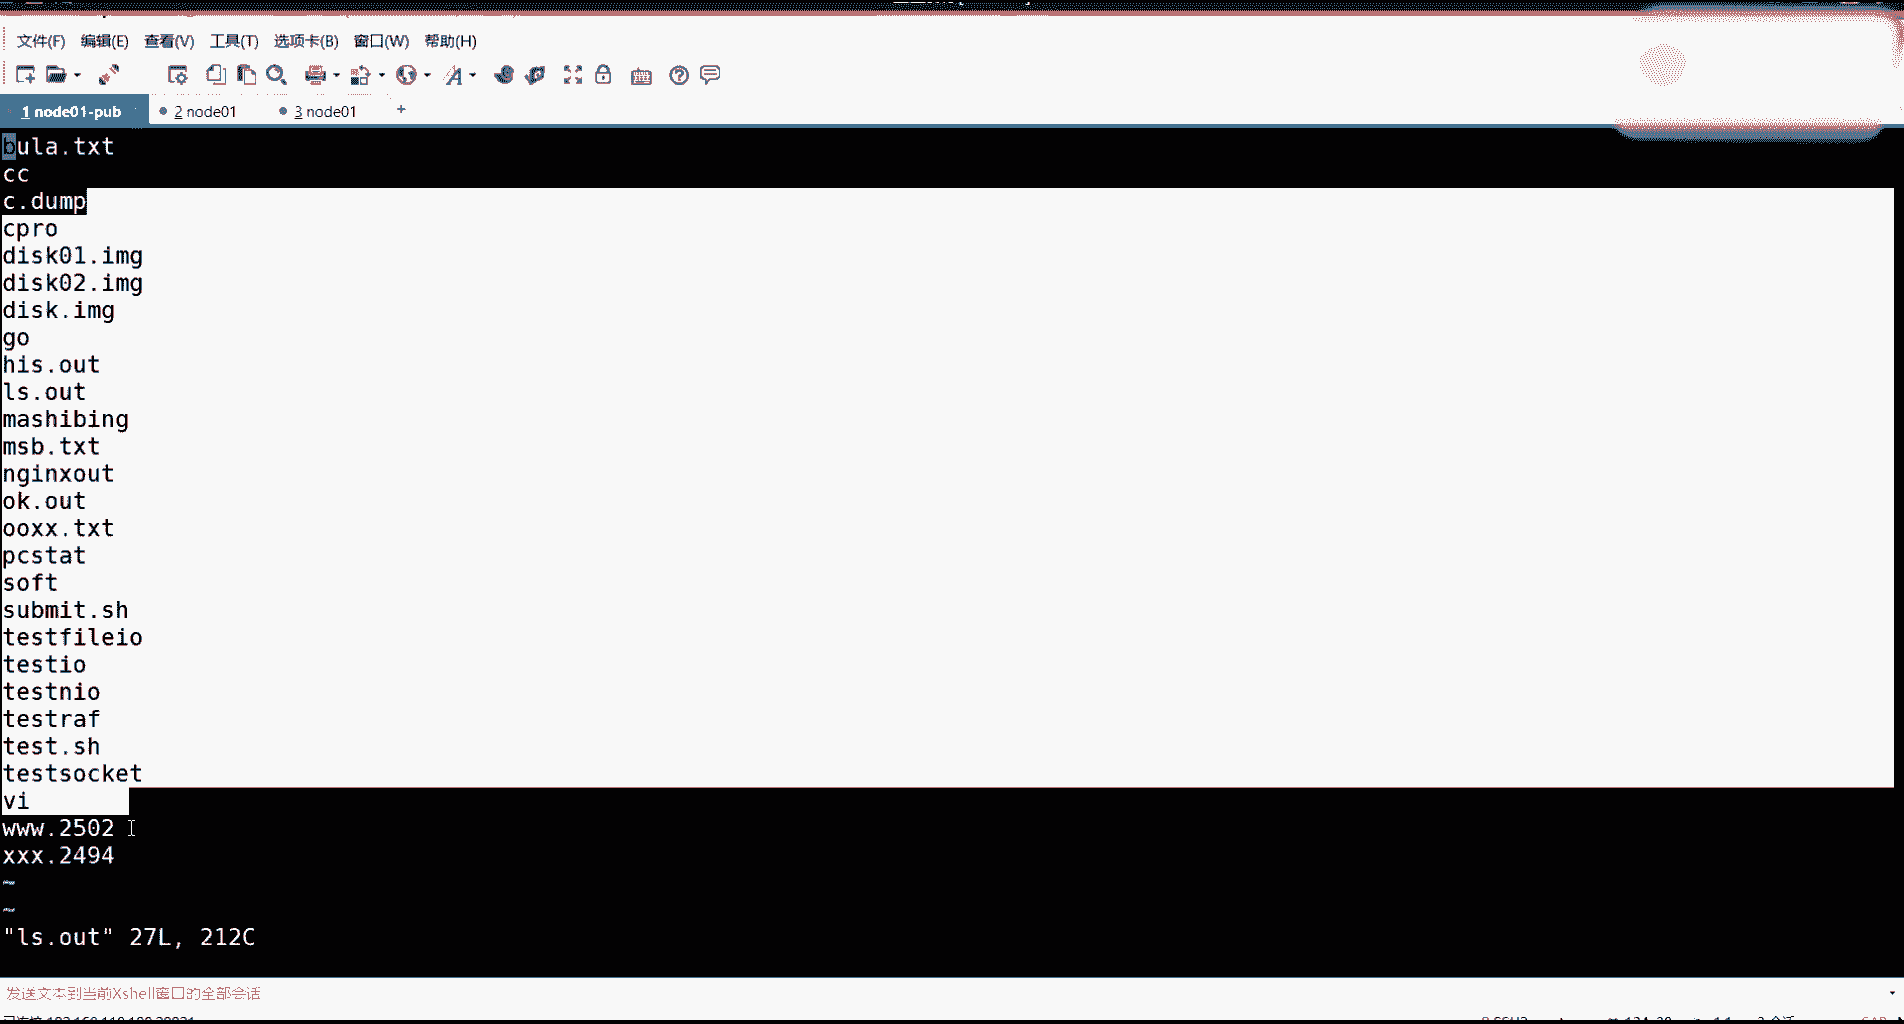 文件(F) 编辑(E) 查看(V) 工具(T) 选项卡(B) 窗口(W) 帮助(H)
1 node01-pub 2 node01 3 node01 +
bula.txt
cc
c.dump
cpro
disk01.img
disk02.img
disk.img
go
his.out
ls.out
mashibing
msb.txt
nginxout
ok.out
ooxx.txt
pcstat
soft
submit.sh
testfileio
testio
testnio
testraf
test.sh
testsocket
vi
www.2502
xxx.2494
~
~
"ls.out" 27L, 212C
发送文本到当前Xshell窗口的全部会话